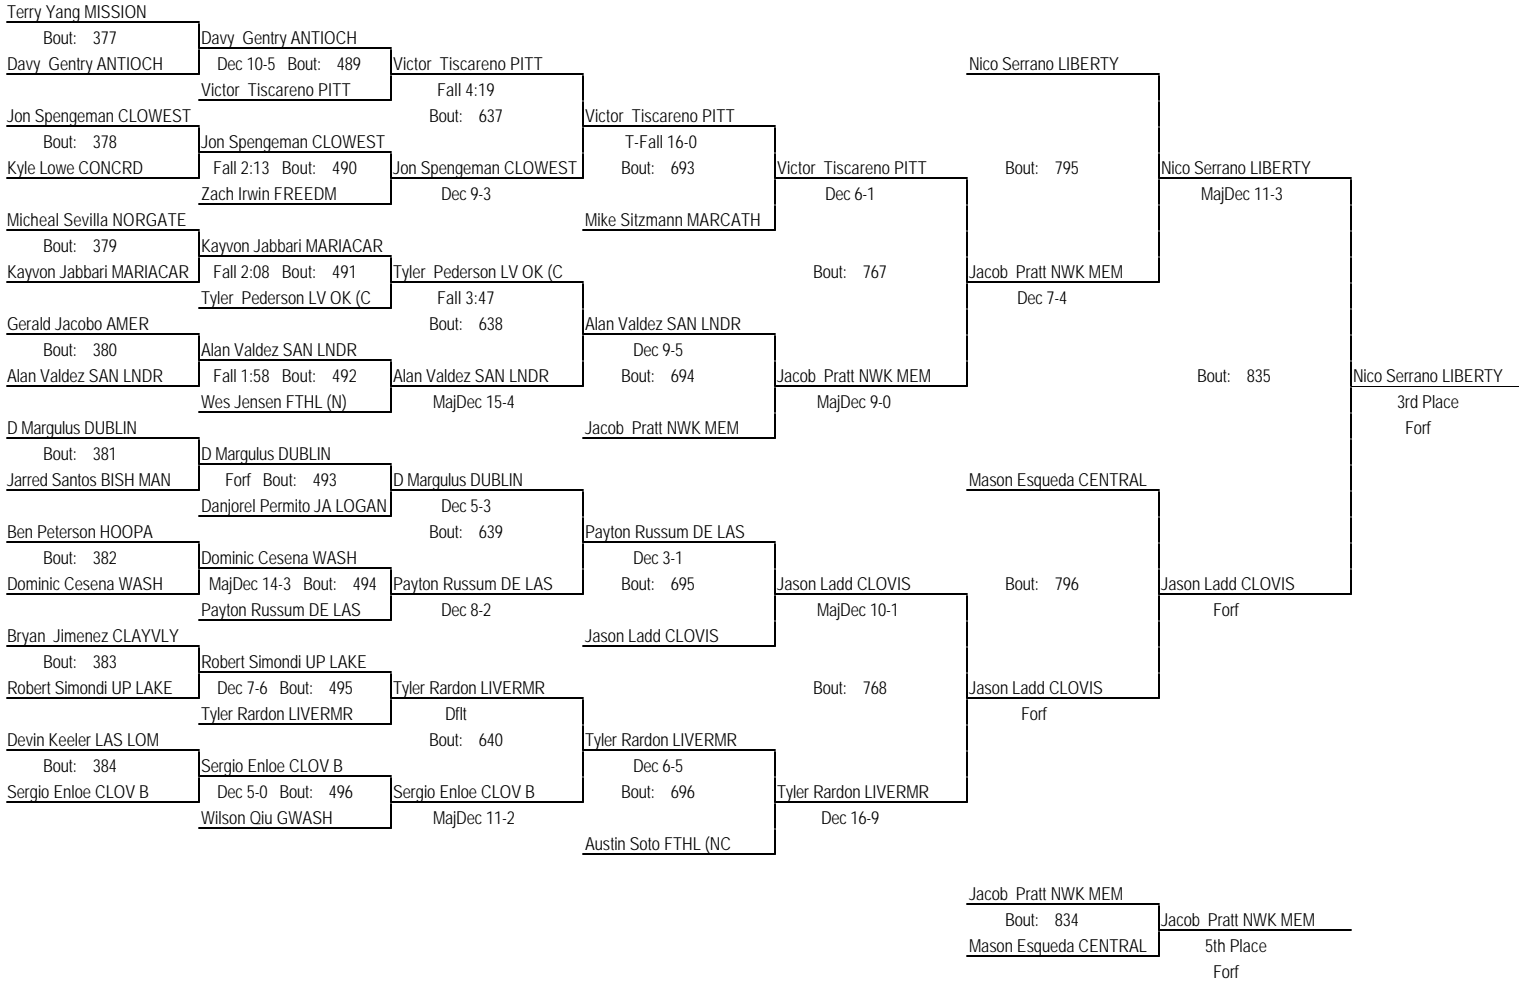 Terry Yang MISSION
Bout: 377
Davy Gentry ANTIOCH
Jon Spengeman CLOWEST
Bout: 378
Kyle Lowe CONCRD
Micheal Sevilla NORGATE
Bout: 379
Kayvon Jabbari MARIACAR
Gerald Jacobo AMER
Bout: 380
Alan Valdez SAN LNDR
D Margulus DUBLIN
Bout: 381
Jarred Santos BISH MAN
Ben Peterson HOOPA
Bout: 382
Dominic Cesena WASH
Bryan Jimenez CLAYVLY
Bout: 383
Robert Simondi UP LAKE
Devin Keeler LAS LOM
Bout: 384
Sergio Enloe CLOV B
Davy Gentry ANTIOCH
Dec 10-5 Bout: 489
Victor Tiscareno PITT
Jon Spengeman CLOWEST
Fall 2:13 Bout: 490
Zach Irwin FREEDM
Kayvon Jabbari MARIACAR
Fall 2:08 Bout: 491
Tyler Pederson LV OK (C
Alan Valdez SAN LNDR
Fall 1:58 Bout: 492
Wes Jensen FTHL (N)
D Margulus DUBLIN
Forf Bout: 493
Danjorel Permito JA LOGAN
Dominic Cesena WASH
MajDec 14-3 Bout: 494
Payton Russum DE LAS
Robert Simondi UP LAKE
Dec 7-6 Bout: 495
Tyler Rardon LIVERMR
Sergio Enloe CLOV B
Dec 5-0 Bout: 496
Wilson Qiu GWASH
Victor Tiscareno PITT
Fall 4:19
Bout: 637
Jon Spengeman CLOWEST
Dec 9-3
Tyler Pederson LV OK (C
Fall 3:47
Bout: 638
Alan Valdez SAN LNDR
MajDec 15-4
D Margulus DUBLIN
Dec 5-3
Bout: 639
Payton Russum DE LAS
Dec 8-2
Tyler Rardon LIVERMR
Dflt
Bout: 640
Sergio Enloe CLOV B
MajDec 11-2
Victor Tiscareno PITT
T-Fall 16-0
Bout: 693
Mike Sitzmann MARCATH
Alan Valdez SAN LNDR
Dec 9-5
Bout: 694
Jacob Pratt NWK MEM
Payton Russum DE LAS
Dec 3-1
Bout: 695
Jason Ladd CLOVIS
Tyler Rardon LIVERMR
Dec 6-5
Bout: 696
Austin Soto FTHL (NC
Victor Tiscareno PITT
Dec 6-1
Bout: 767
Jacob Pratt NWK MEM
MajDec 9-0
Jason Ladd CLOVIS
MajDec 10-1
Bout: 768
Tyler Rardon LIVERMR
Dec 16-9
Nico Serrano LIBERTY
Bout: 795
Jacob Pratt NWK MEM
Dec 7-4
Mason Esqueda CENTRAL
Bout: 796
Jason Ladd CLOVIS
Forf
Nico Serrano LIBERTY
MajDec 11-3
Bout: 835
Jason Ladd CLOVIS
Forf
Nico Serrano LIBERTY
3rd Place
Forf
Jacob Pratt NWK MEM
Bout: 834
Mason Esqueda CENTRAL
Jacob Pratt NWK MEM
5th Place
Forf